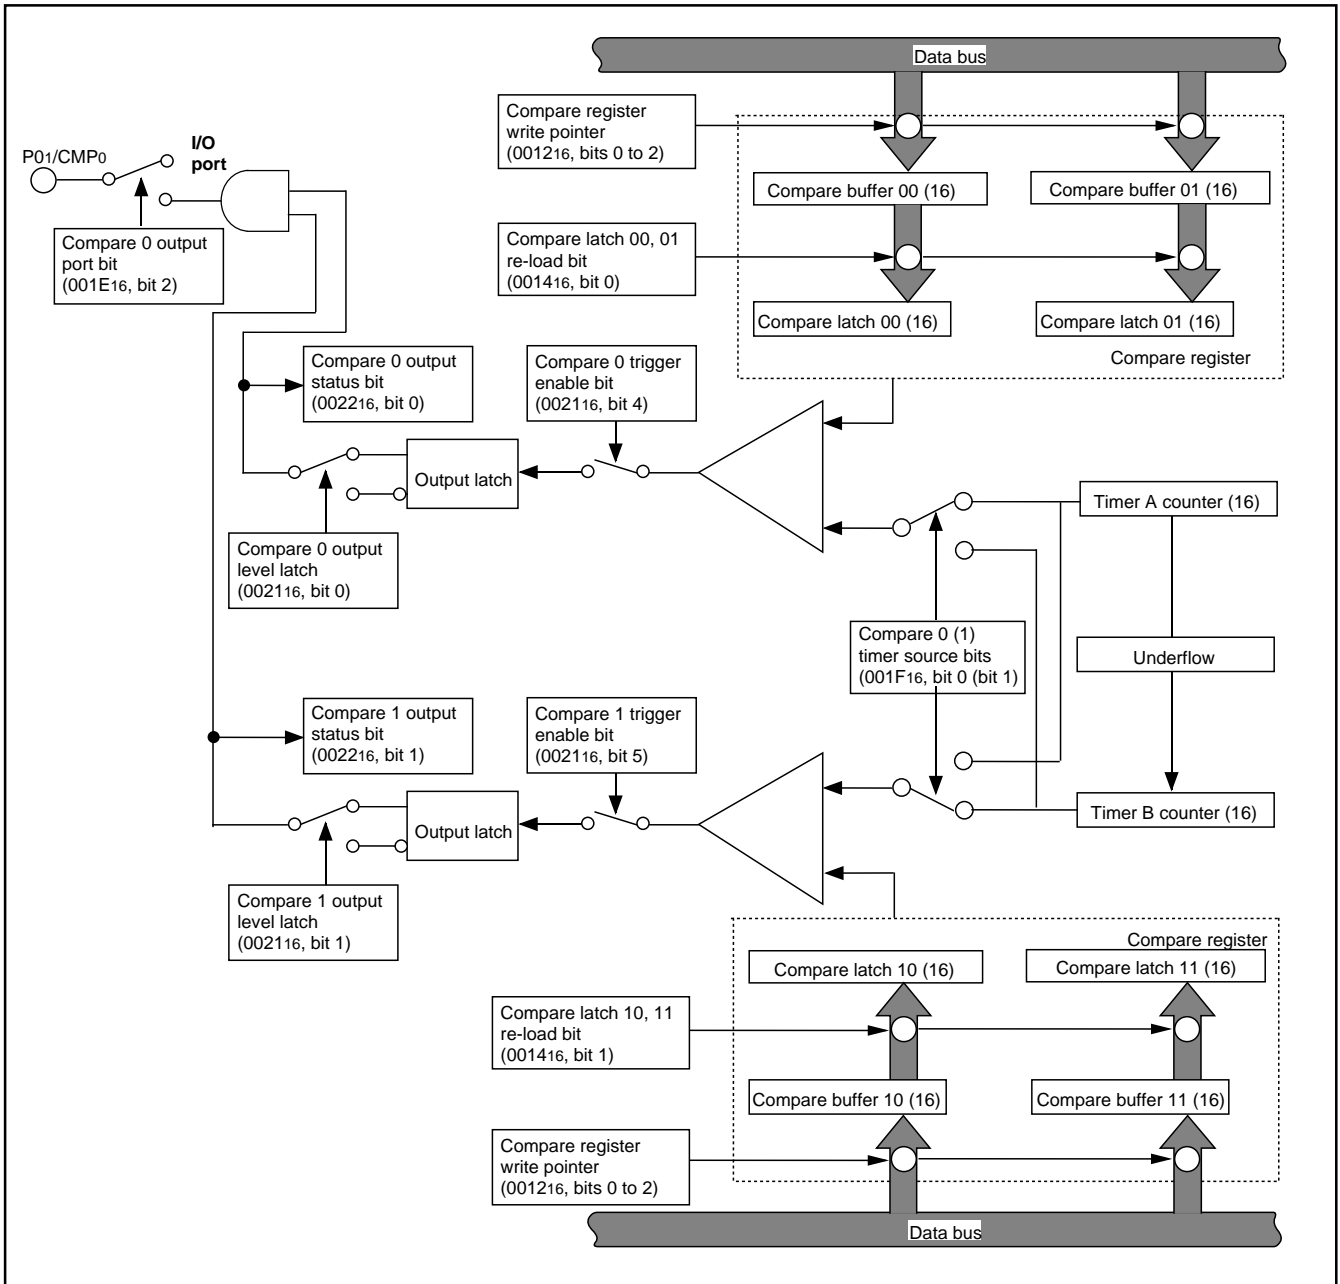 Data bus
Compare register
write pointer
(001216, bits 0 to 2)
I/O
port
P01/CMP0
Compare buffer 00 (16)
Compare buffer 01 (16)
Compare 0 output
port bit
(001E16, bit 2)
Compare latch 00, 01
re-load bit
(001416, bit 0)
Compare latch 00 (16)
Compare latch 01 (16)
Compare register
Compare 0 output
status bit
(002216, bit 0)
Compare 0 trigger
enable bit
(002116, bit 4)
Output latch
Timer A counter (16)
Compare 0 output
level latch
(002116, bit 0)
Compare 0 (1)
timer source bits
(001F16, bit 0 (bit 1)
Underflow
Compare 1 output
status bit
(002216, bit 1)
Compare 1 trigger
enable bit
(002116, bit 5)
Output latch
Timer B counter (16)
Compare 1 output
level latch
(002116, bit 1)
Compare register
Compare latch 10 (16)
Compare latch 11 (16)
Compare latch 10, 11
re-load bit
(001416, bit 1)
Compare buffer 10 (16)
Compare buffer 11 (16)
Compare register
write pointer
(001216, bits 0 to 2)
Data bus